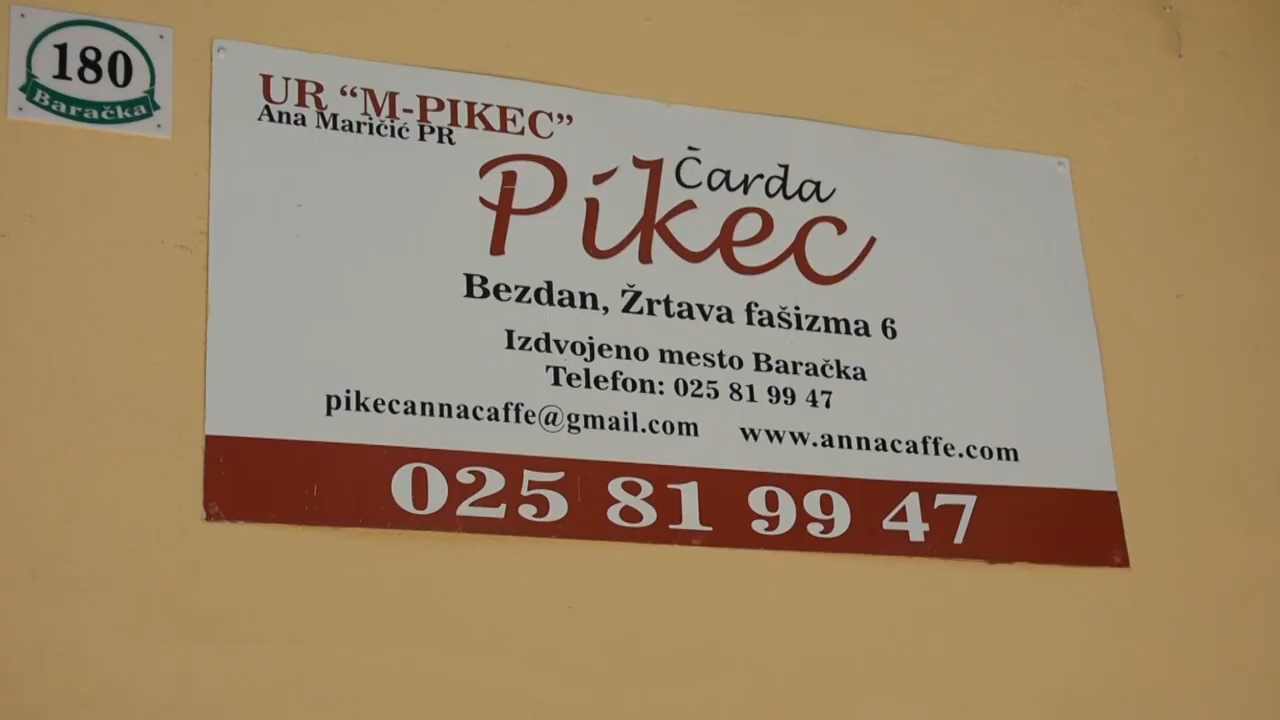 180
Baračka
UR “M-PIKEC”
Ana Maričić PR
Čarda
Pikec
Bezdan, Žrtava fašizma 6
Izdvojeno mesto Baračka
Telefon: 025 81 99 47
pikecannacaffe@gmail.com www.annacaffe.com
025 81 99 47